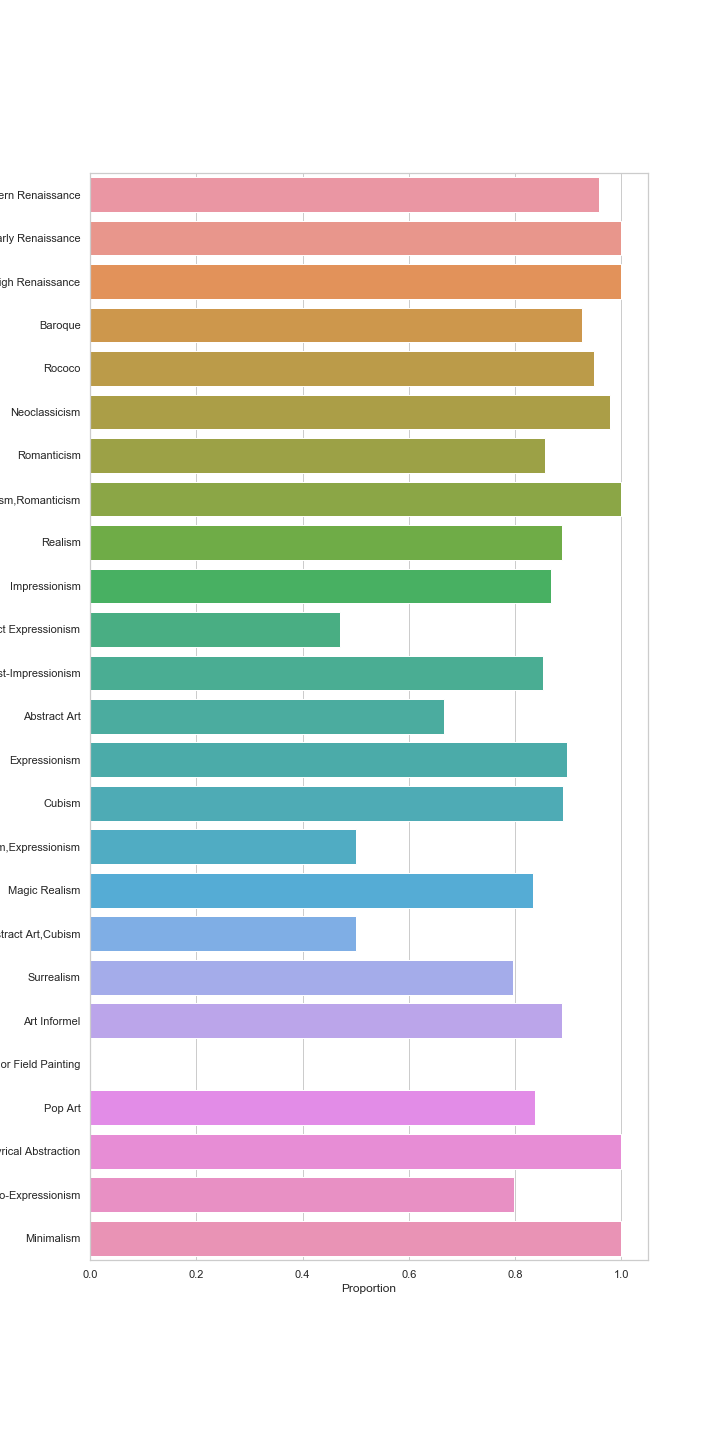 ern Renaissance
arly Renaissance
igh Renaissance
Baroque
Rococo
Neoclassicism
Romanticism
sm,Romanticism
Realism
Impressionism
ct Expressionism
st-Impressionism
Abstract Art
Expressionism
Cubism
n,Expressionism
Magic Realism
tract Art,Cubism
Surrealism
Art Informel
or Field Painting
Pop Art
rical Abstraction
o-Expressionism
Minimalism
0.0 0.2 0.4 0.6 0.8 1.0
Proportion